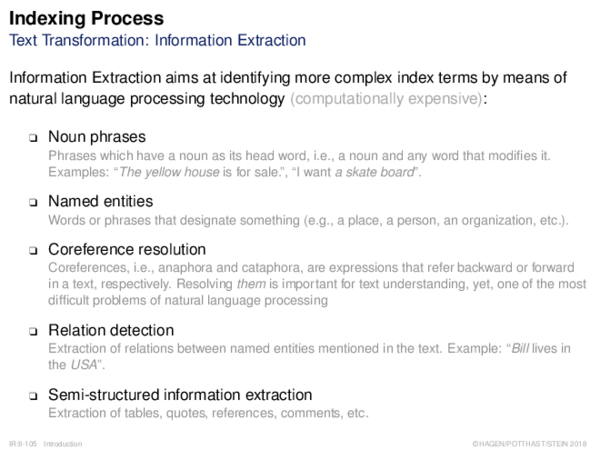 Indexing Process
Text Transformation: Information Extraction
Information Extraction aims at identifying more complex index terms by means of
natural language processing technology (computationally expensive):
❑ Noun phrases
Phrases which have a noun as its head word, i.e., a noun and any word that modifies it.
Examples: “The yellow house is for sale.”, “I want a skate board”.
❑ Named entities
Words or phrases that designate something (e.g., a place, a person, an organization, etc.).
❑ Coreference resolution
Coreferences, i.e., anaphora and cataphora, are expressions that refer backward or forward
in a text, respectively. Resolving them is important for text understanding, yet, one of the most
difficult problems of natural language processing
❑ Relation detection
Extraction of relations between named entities mentioned in the text. Example: “Bill lives in
the USA”.
❑ Semi-structured information extraction
Extraction of tables, quotes, references, comments, etc.
IR:II-105 Introduction
©HAGEN/POTTHAST/STEIN 2018